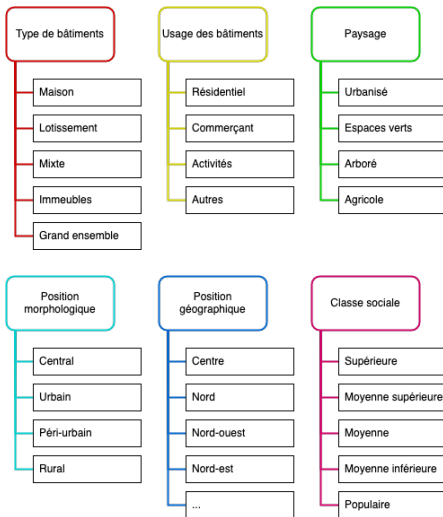 Type de bâtiments
Maison
Lotissement
Mixte
Immeubles
Grand ensemble
Usage des bâtiments
Résidentiel
Commerçant
Activités
Autres
Paysage
Urbanisé
Espaces verts
Arboré
Agricole
Position
morphologique
Central
Urbain
Péri-urbain
Rural
Position
géographique
Centre
Nord
Nord-ouest
Nord-est
...
Classe sociale
Supérieure
Moyenne supérieure
Moyenne
Moyenne inférieure
Populaire